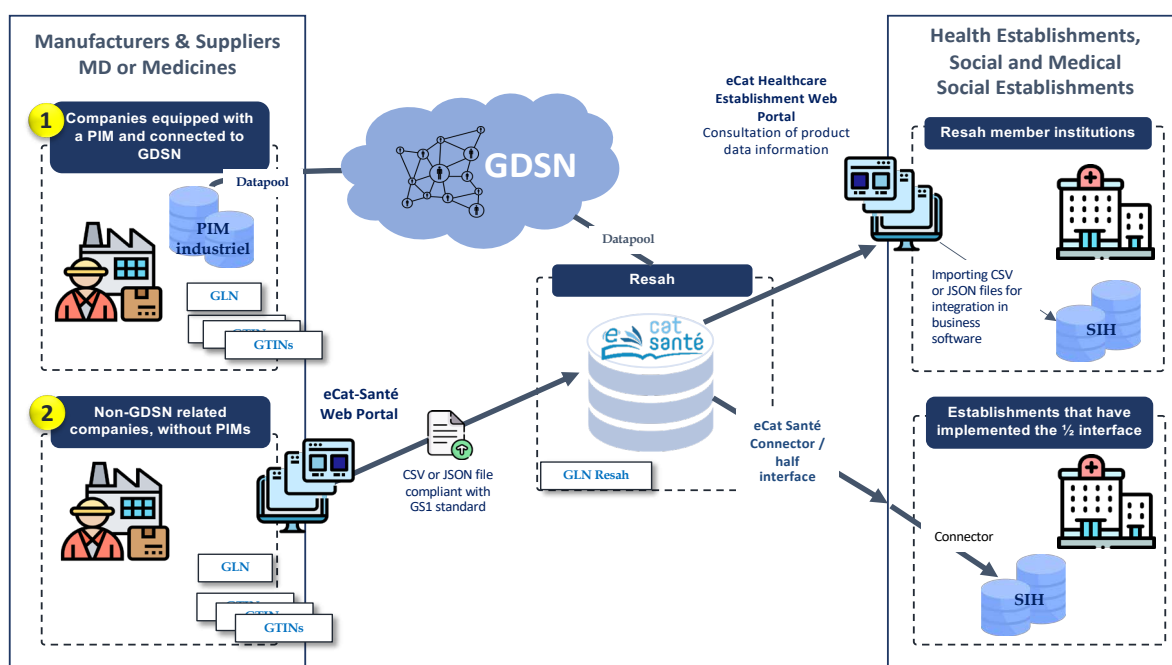 Manufacturers & Suppliers
MD or Medicines
1
Companies equipped with
a PIM and connected to
GDSN
Datapool
PIM
industriel
GLN
GTINs
GTINs
2
Non-GDSN related
companies, without PIMs
GLN
GTINs
GTINs
eCat-Santé
Web Portal
CSV or JSON file
compliant with
GS1 standard
GDSN
Datapool
Resah
e cat
santé
GLN Resah
eCat Healthcare
Establishment Web
Portal
Consultation of product
data information
eCat Santé
Connector /
half
interface
Health Establishments,
Social and Medical
Social Establishments
Resah member institutions
Importing CSV
or JSON files for
integration in
business
software
SIH
Establishments that have
implemented the ½ interface
Connector
SIH